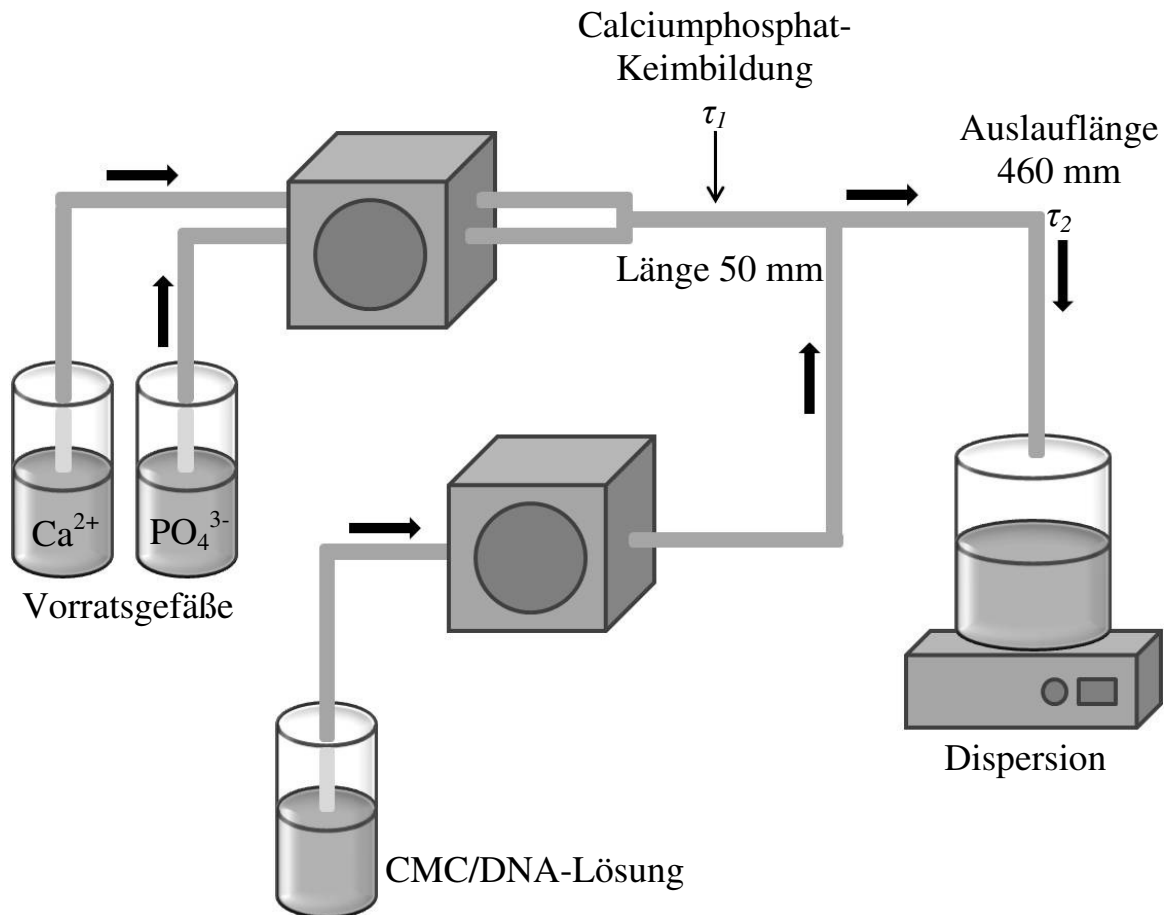 Calciumphosphat-
Keimbildung
τ1
Auslauflänge
460 mm
τ2
Länge 50 mm
Ca2+
PO43-
Vorratsgefäße
CMC/DNA-Lösung
Dispersion